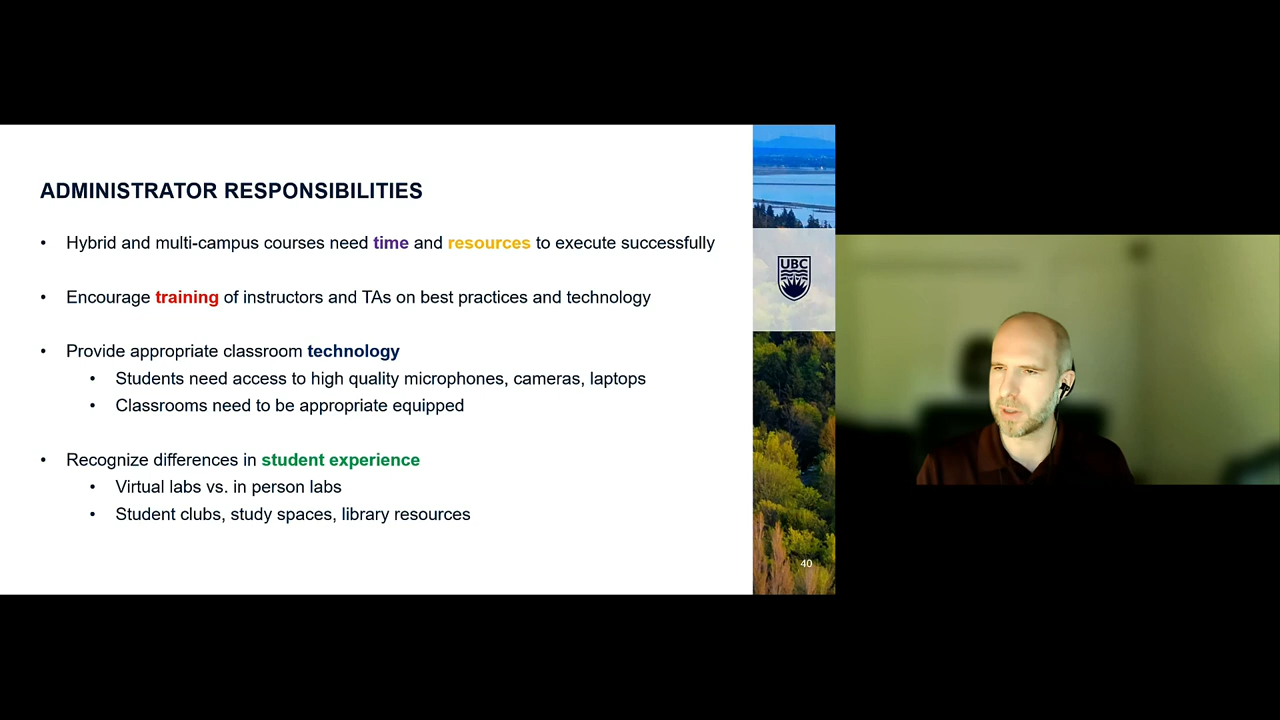 ADMINISTRATOR RESPONSIBILITIES
• Hybrid and multi-campus courses need time and resources to execute successfully
• Encourage training of instructors and TAs on best practices and technology
• Provide appropriate classroom technology
• Students need access to high quality microphones, cameras, laptops
• Classrooms need to be appropriate equipped
• Recognize differences in student experience
• Virtual labs vs. in person labs
• Student clubs, study spaces, library resources
UBC
40